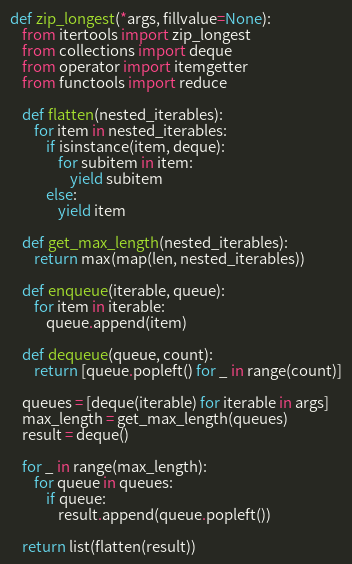 def zip_longest(*args, fillvalue=None):
    from itertools import zip_longest
    from collections import deque
    from operator import itemgetter
    from functools import reduce

    def flatten(nested_iterables):
        for item in nested_iterables:
            if isinstance(item, deque):
                for subitem in item:
                    yield subitem
            else:
                yield item

    def get_max_length(nested_iterables):
        return max(map(len, nested_iterables))

    def enqueue(iterable, queue):
        for item in iterable:
            queue.append(item)

    def dequeue(queue, count):
        return [queue.popleft() for _ in range(count)]

    queues = [deque(iterable) for iterable in args]
    max_length = get_max_length(queues)
    result = deque()

    for _ in range(max_length):
        for queue in queues:
            if queue:
                result.append(queue.popleft())

    return list(flatten(result))